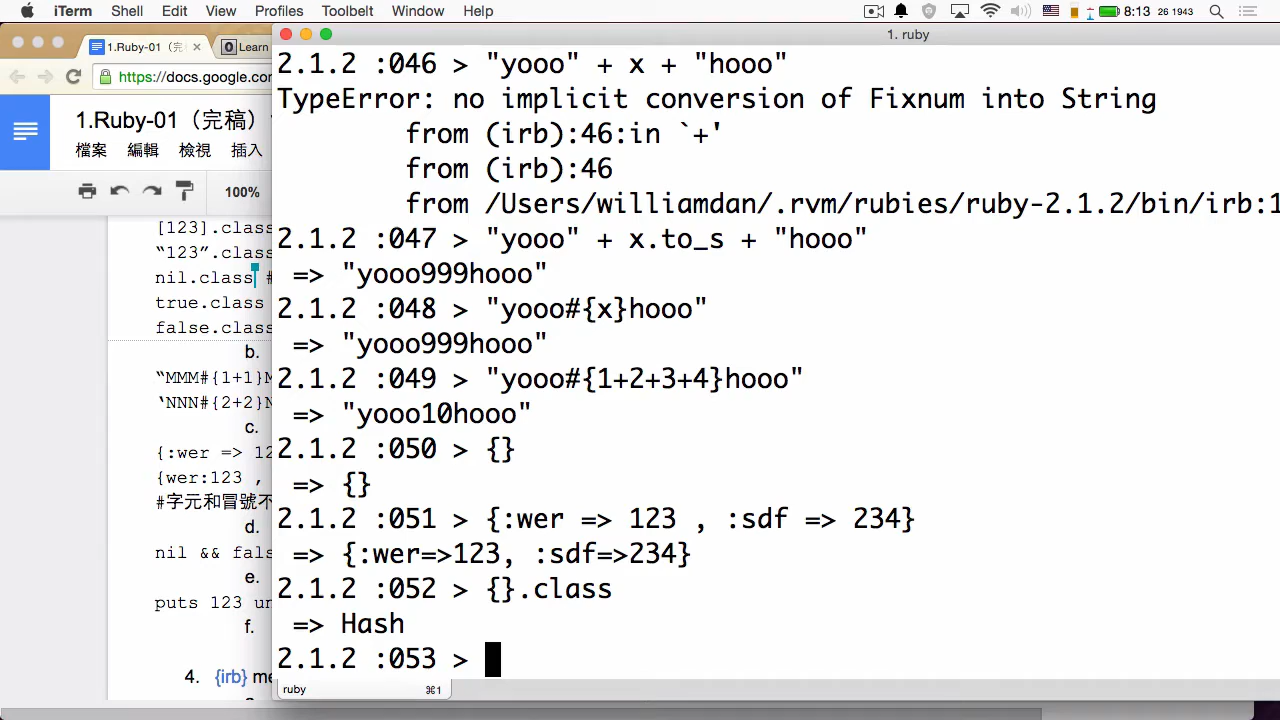 iTerm Shell Edit View Profiles Toolbelt Window Help 8:13 26 1943
1.Ruby-01（完
Learn
1. ruby
https://docs.google.com
1.Ruby-01（完稿）
檔案 編輯 檢視 插入
100%
[123].class
“123”.class
nil.class #
true.class
false.class
b.
“MMM#{1+1}M
‘NNN#{2+2}N
c.
{:wer => 12
{wer:123 ,
#字元和冒號不
d.
nil && fals
e.
puts 123 un
f.
4. {irb} me
2.1.2 :046 > "yooo" + x + "hooo"
TypeError: no implicit conversion of Fixnum into String
from (irb):46:in `+'
from (irb):46
from /Users/williamdan/.rvm/rubies/ruby-2.1.2/bin/irb:1
2.1.2 :047 > "yooo" + x.to_s + "hooo"
=> "yooo999hooo"
2.1.2 :048 > "yooo#{x}hooo"
=> "yooo999hooo"
2.1.2 :049 > "yooo#{1+2+3+4}hooo"
=> "yooo10hooo"
2.1.2 :050 > {}
=> {}
2.1.2 :051 > {:wer => 123 , :sdf => 234}
=> {:wer=>123, :sdf=>234}
2.1.2 :052 > {}.class
=> Hash
2.1.2 :053 >
ruby ⌘1